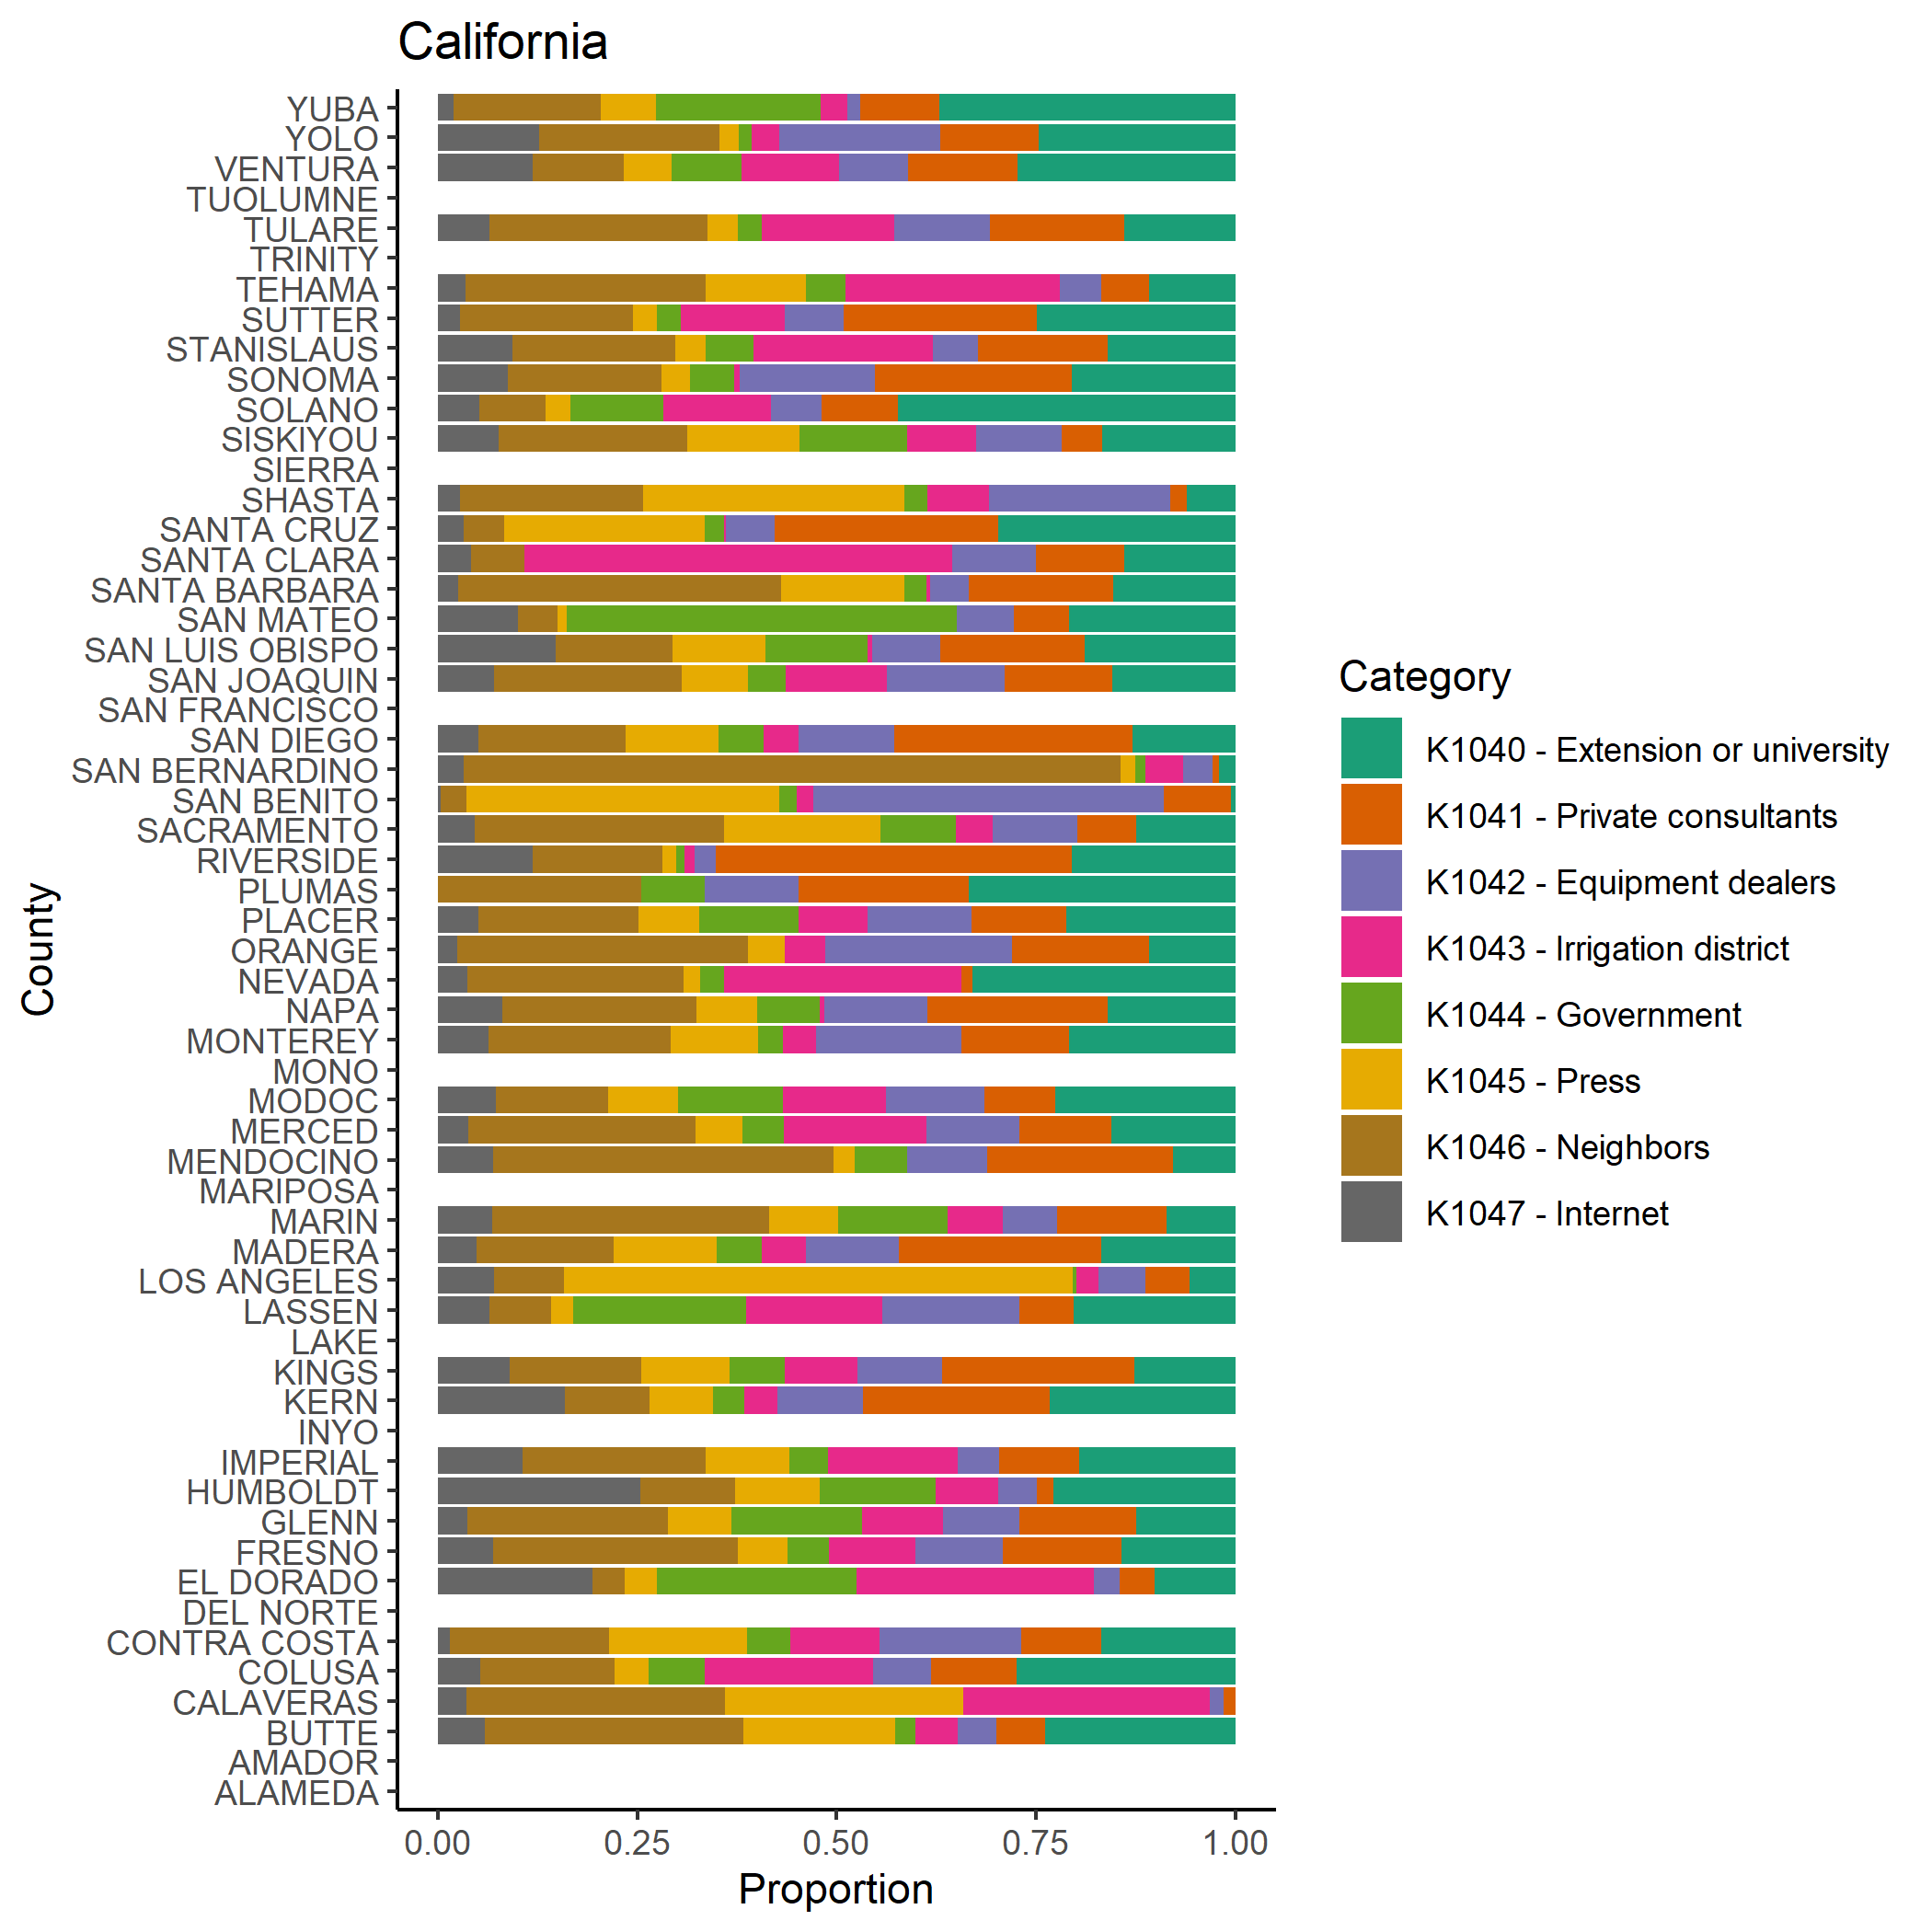 California
County
YUBA
YOLO
VENTURA
TUOLUMNE
TULARE
TRINITY
TEHAMA
SUTTER
STANISLAUS
SONOMA
SOLANO
SISKIYOU
SIERRA
SHASTA
SANTA CRUZ
SANTA CLARA
SANTA BARBARA
SAN MATEO
SAN LUIS OBISPO
SAN JOAQUIN
SAN FRANCISCO
SAN DIEGO
SAN BERNARDINO
SAN BENITO
SACRAMENTO
RIVERSIDE
PLUMAS
PLACER
ORANGE
NEVADA
NAPA
MONTEREY
MONO
MODOC
MERCED
MENDOCINO
MARIPOSA
MARIN
MADERA
LOS ANGELES
LASSEN
LAKE
KINGS
KERN
INYO
IMPERIAL
HUMBOLDT
GLENN
FRESNO
EL DORADO
DEL NORTE
CONTRA COSTA
COLUSA
CALAVERAS
BUTTE
AMADOR
ALAMEDA
0.00 0.25 0.50 0.75 1.00
Proportion
Category
K1040 - Extension or university
K1041 - Private consultants
K1042 - Equipment dealers
K1043 - Irrigation district
K1044 - Government
K1045 - Press
K1046 - Neighbors
K1047 - Internet